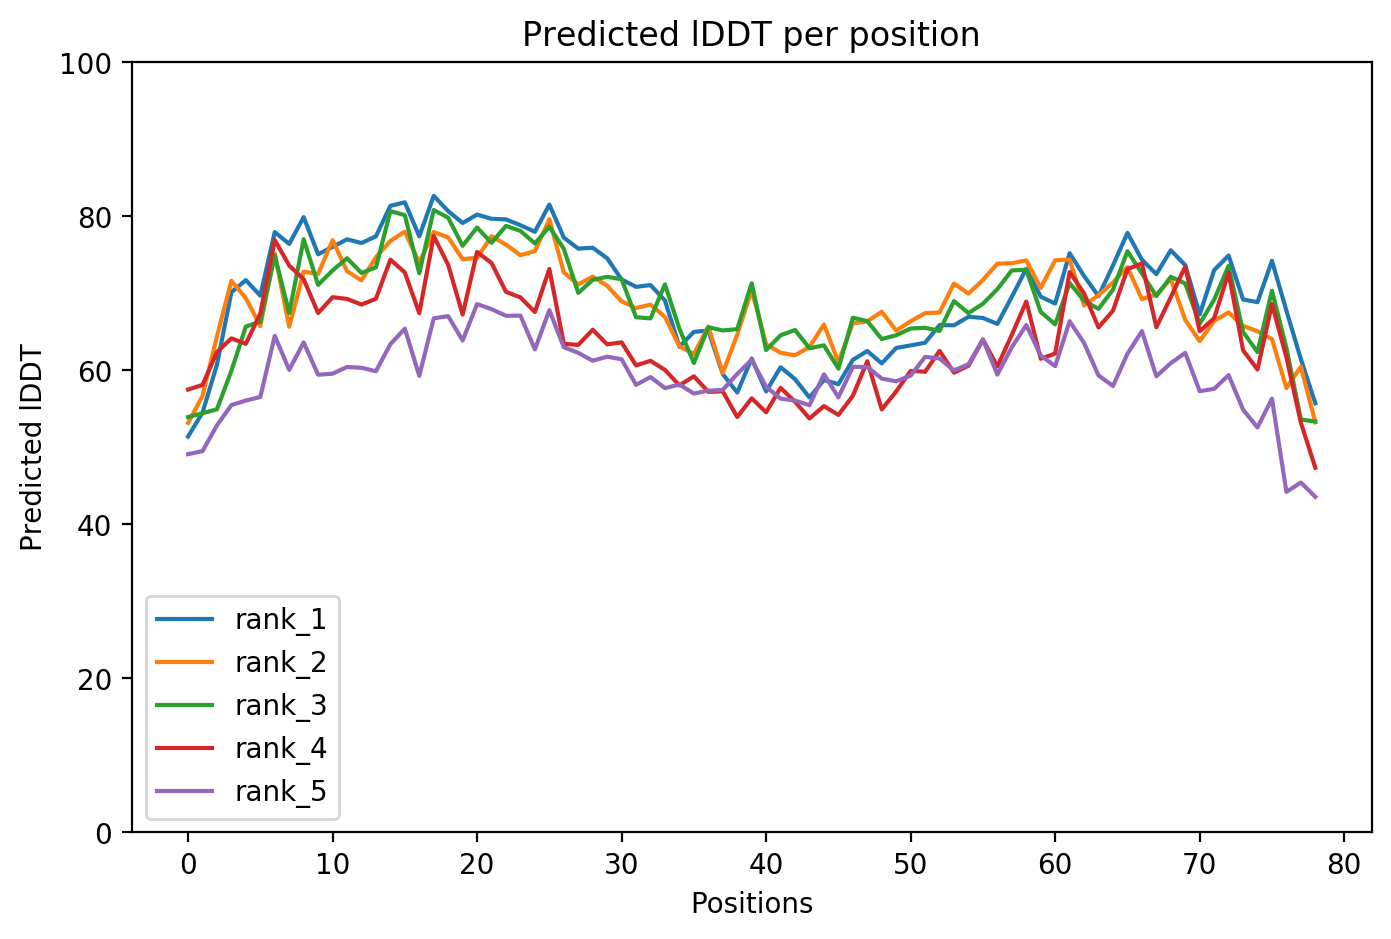 Predicted lDDT per position
Predicted lDDT
100
80
60
40
20
0
rank_1
rank_2
rank_3
rank_4
rank_5
0 10 20 30 40 50 60 70 80
Positions